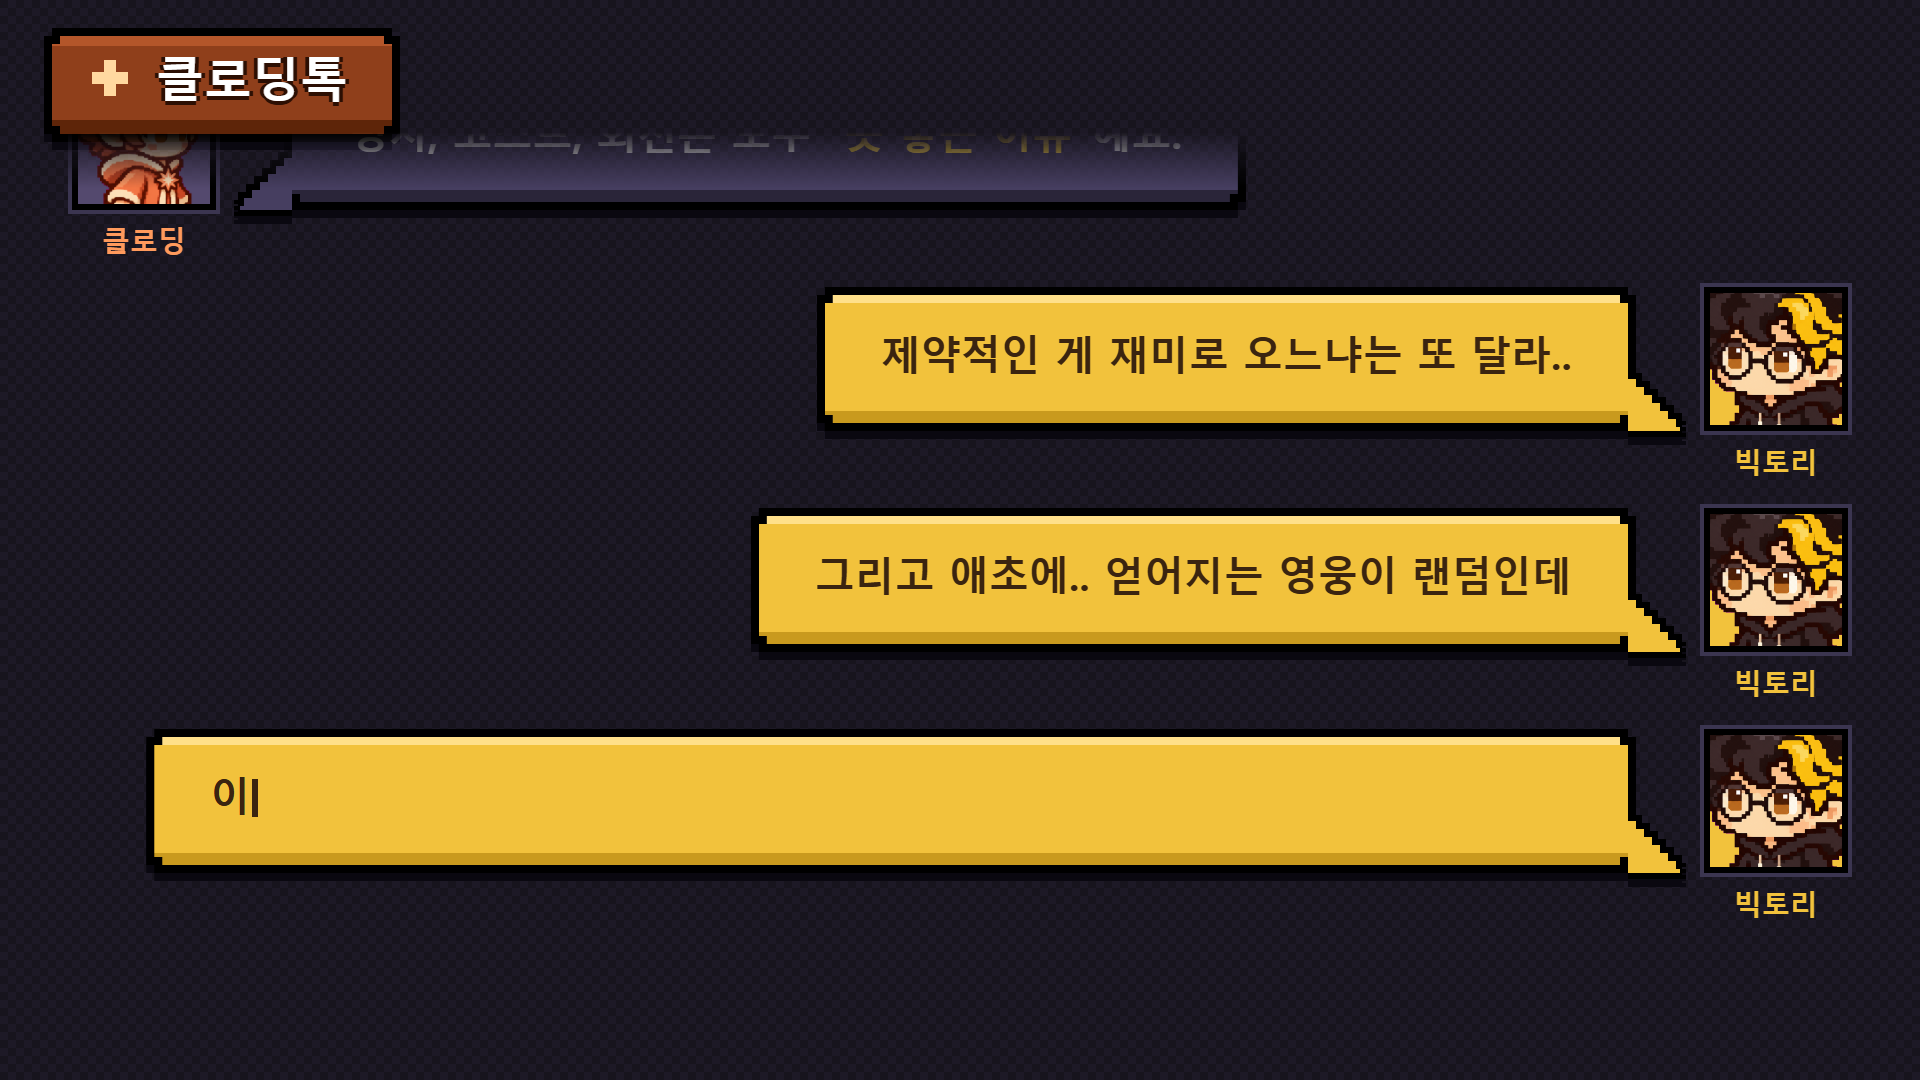 클로딩톡
클로딩
제약적인 게 재미로 오느냐는 또 달라..
빅토리
그리고 애초에.. 얻어지는 영웅이 랜덤인데
빅토리
이
빅토리